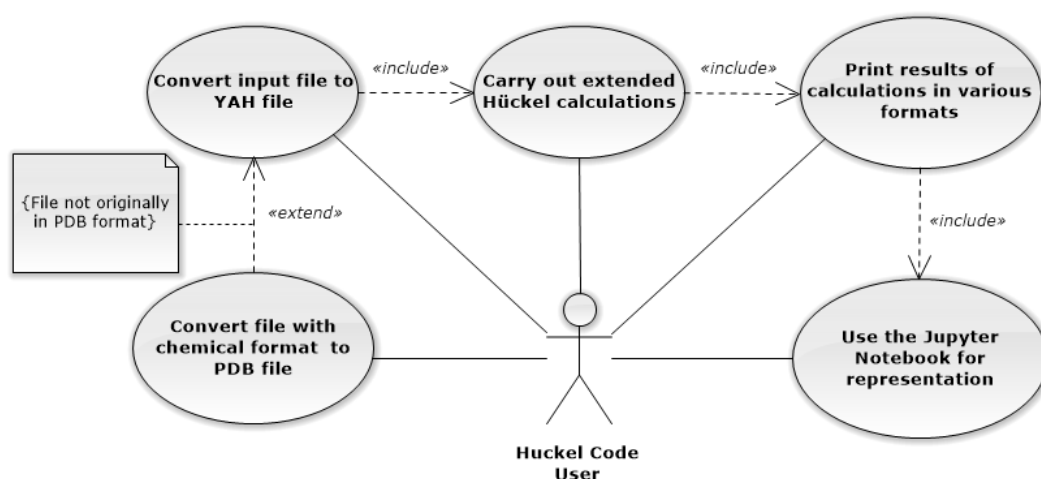 Convert input file to
YAH file
«include»
Carry out extended
Hückel calculations
«include»
Print results of
calculations in various
formats
{File not originally
in PDB format}
«extend»
«include»
Convert file with
chemical format to
PDB file
Use the Jupyter
Notebook for
representation
Huckel Code
User